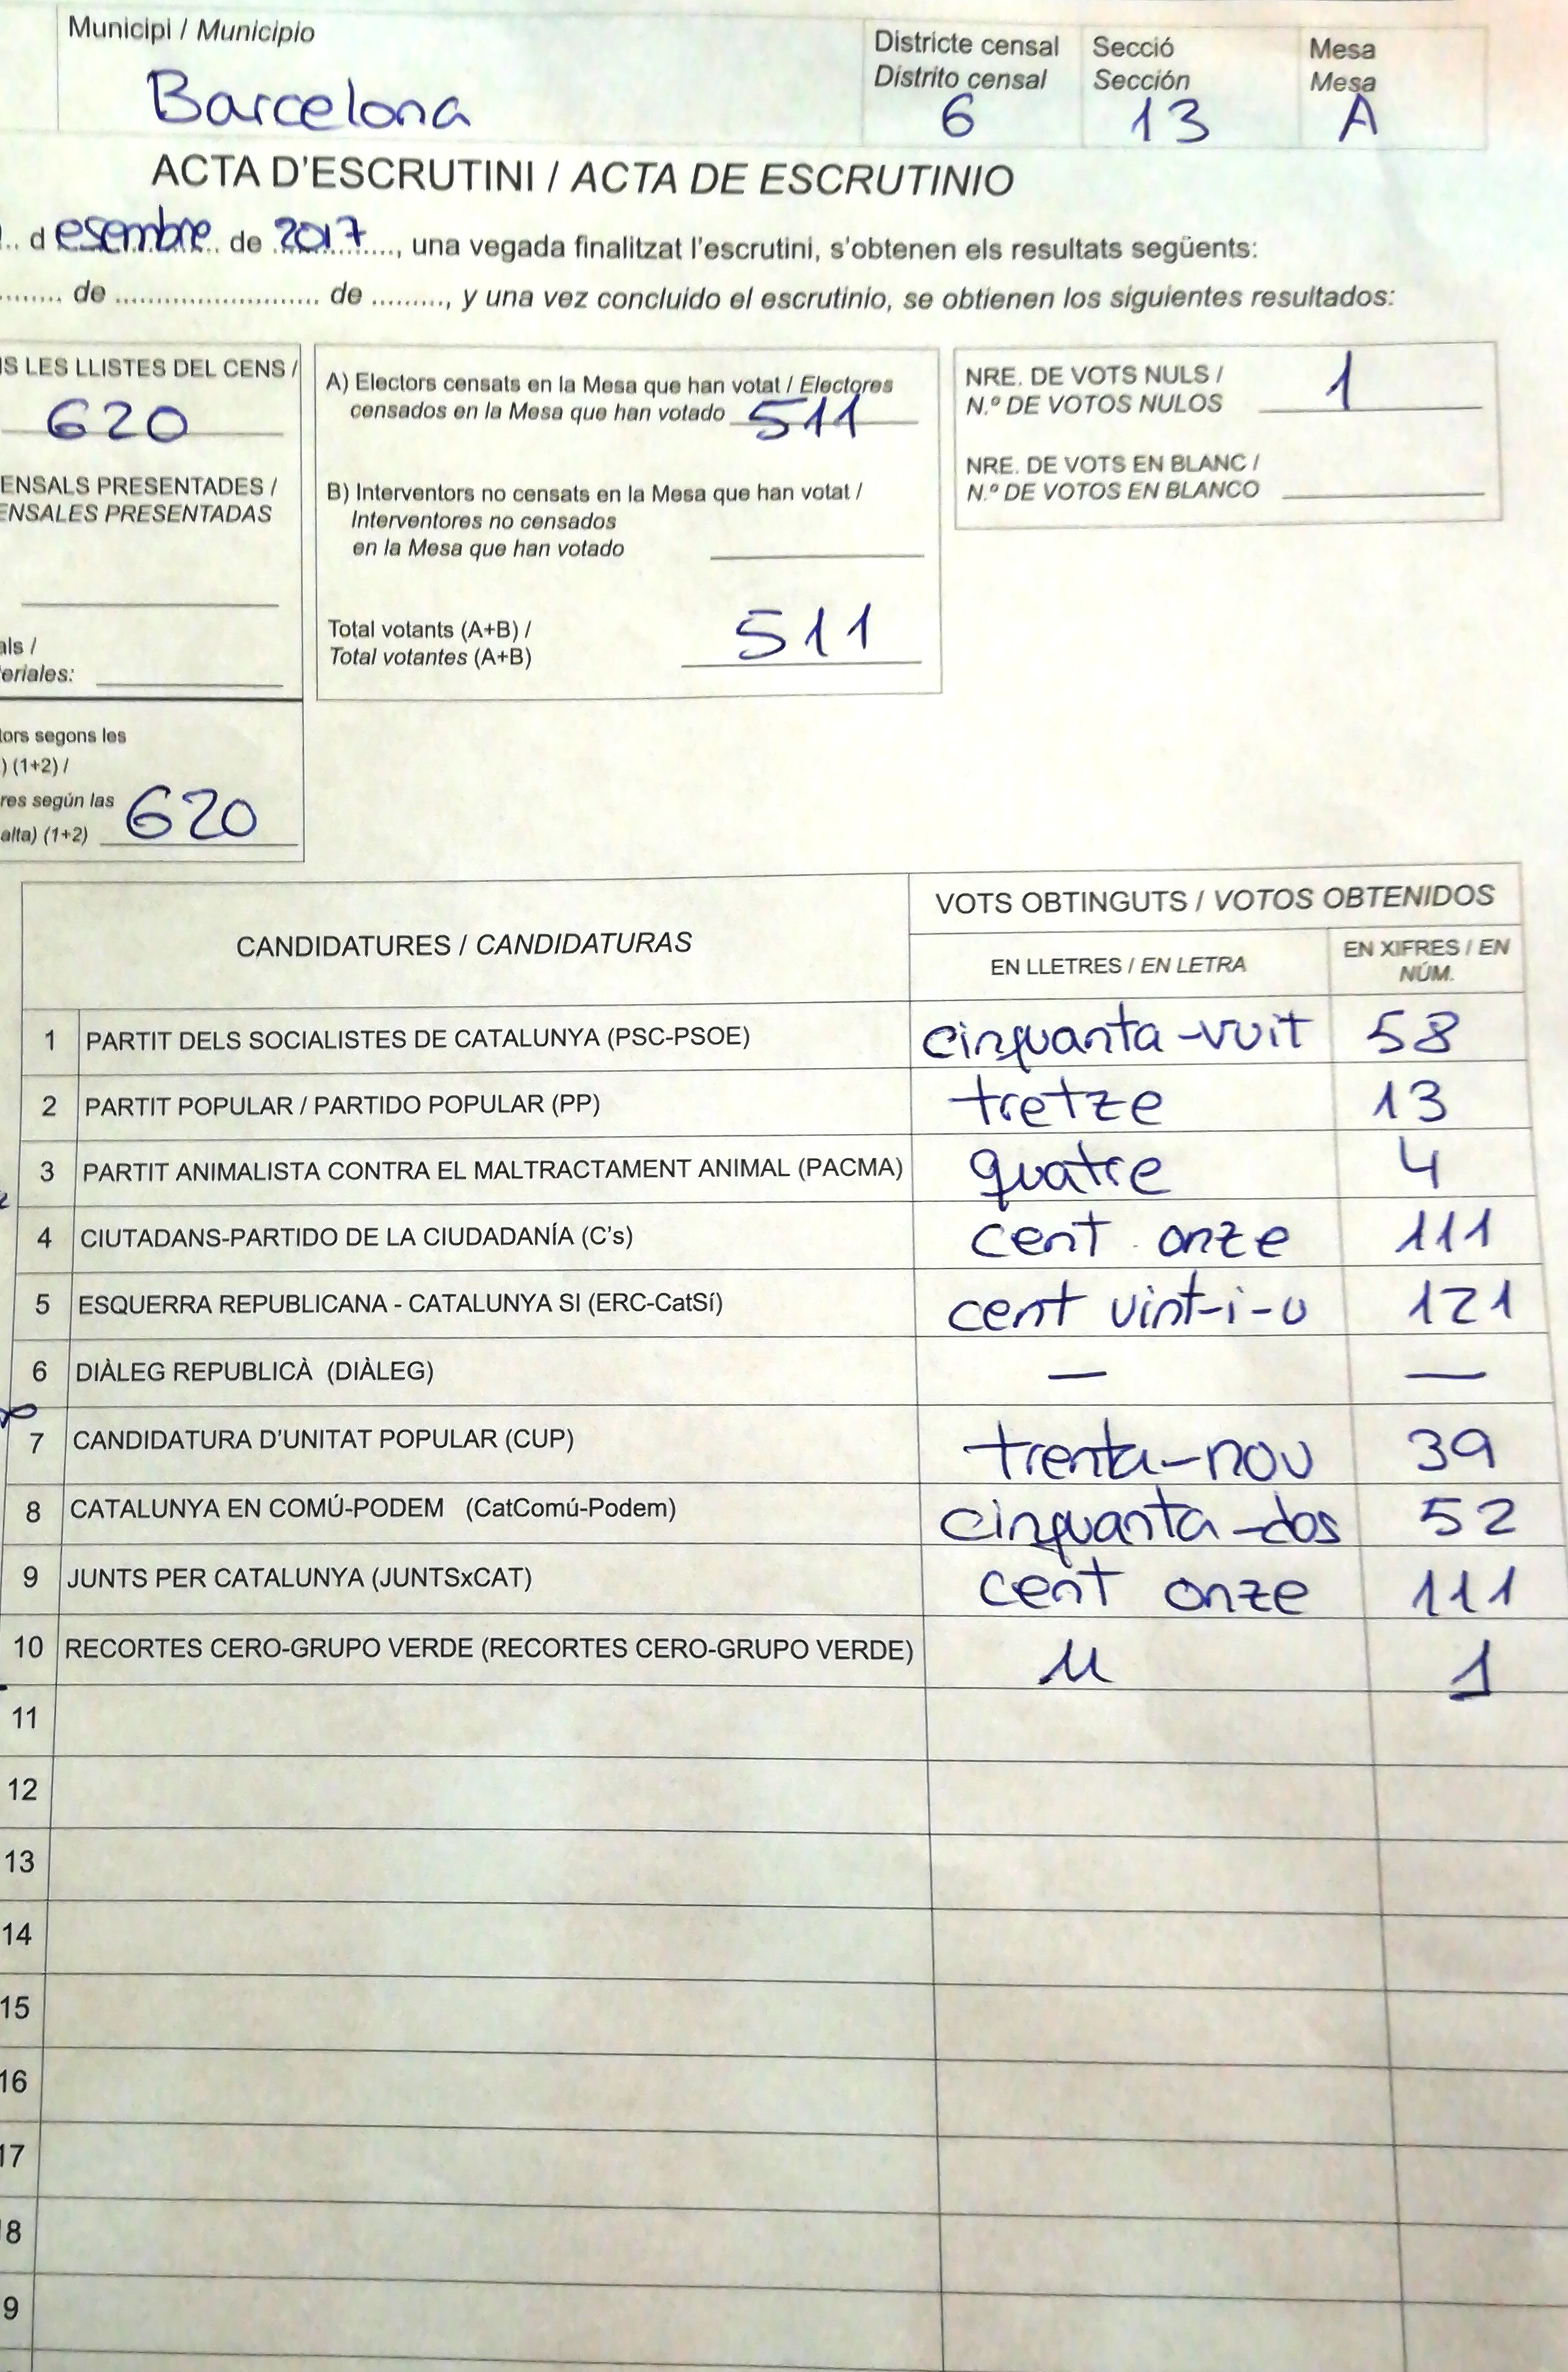 Municipi / Municipio
Barcelona
Districte censal
Distrito censal
6
Secció
Sección
13
Mesa
Mesa
A
ACTA D'ESCRUTINI / ACTA DE ESCRUTINIO
d esembre de 2017, una vegada finalitzat l'escrutini, s'obtenen els resultats següents:
de ........................ de ........., y una vez concluido el escrutinio, se obtienen los siguientes resultados:
LES LLISTES DEL CENS /
620
ENSALS PRESENTADES /
ENSALES PRESENTADAS
als /
teriales:
tors segons les
) (1+2) /
res según las
alta) (1+2) 620
A) Electors censats en la Mesa que han votat / Electores
censados en la Mesa que han votado 511
B) Interventors no censats en la Mesa que han votat /
Interventores no censados
en la Mesa que han votado
Total votants (A+B) /
Total votantes (A+B)
511
NRE. DE VOTS NULS /
N.º DE VOTOS NULOS
1
NRE. DE VOTS EN BLANC /
N.º DE VOTOS EN BLANCO
CANDIDATURES / CANDIDATURAS
VOTS OBTINGUTS / VOTOS OBTENIDOS
EN LLETRES / EN LETRA
EN XIFRES / EN
NÚM.
1 PARTIT DELS SOCIALISTES DE CATALUNYA (PSC-PSOE) cinquanta-vuit 58
2 PARTIT POPULAR / PARTIDO POPULAR (PP) tretze 13
3 PARTIT ANIMALISTA CONTRA EL MALTRACTAMENT ANIMAL (PACMA) quatre 4
4 CIUTADANS-PARTIDO DE LA CIUDADANÍA (C's) cent onze 111
5 ESQUERRA REPUBLICANA - CATALUNYA SI (ERC-CatSí) cent vint-i-u 121
6 DIÀLEG REPUBLICÀ (DIÀLEG) — —
7 CANDIDATURA D'UNITAT POPULAR (CUP) trenta-nou 39
8 CATALUNYA EN COMÚ-PODEM (CatComú-Podem) cinquanta-dos 52
9 JUNTS PER CATALUNYA (JUNTSxCAT) cent onze 111
10 RECORTES CERO-GRUPO VERDE (RECORTES CERO-GRUPO VERDE) u 1
11
12
13
14
15
16
17
8
9